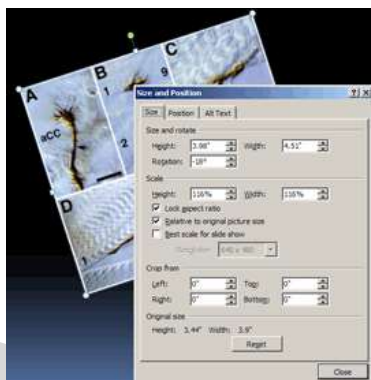 A
B
C
1
9
aCC
2
D
1
Size and Position
Size
Position
Alt Text
Size and rotate
Height: 3.98" Width: 4.51"
Rotation: -18°
Scale
Height: 116% Width: 116%
Lock aspect ratio
Relative to original picture size
Best scale for slide show
Resolution 640 x 480
Crop from
Left: 0" Top: 0"
Right: 0" Bottom: 0"
Original size
Height: 3.44" Width: 3.9"
Reset
Close